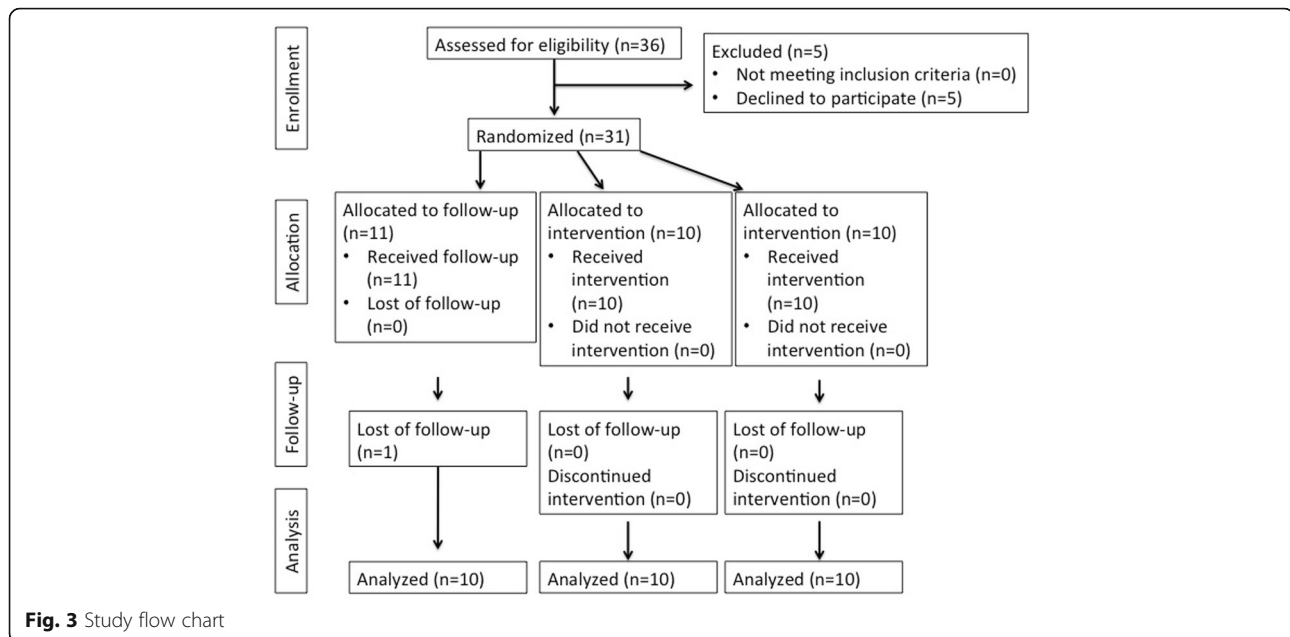 Enrollment
Assessed for eligibility (n=36)
Excluded (n=5)
• Not meeting inclusion criteria (n=0)
• Declined to participate (n=5)
Randomized (n=31)
Allocation
Allocated to follow-up
(n=11)
• Received follow-up
(n=11)
• Lost of follow-up
(n=0)
Allocated to
intervention (n=10)
• Received
intervention
(n=10)
• Did not receive
intervention (n=0)
Allocated to
intervention (n=10)
• Received
intervention
(n=10)
• Did not receive
intervention (n=0)
Follow-up
Lost of follow-up
(n=1)
Lost of follow-up
(n=0)
Discontinued
intervention (n=0)
Lost of follow-up
(n=0)
Discontinued
intervention (n=0)
Analysis
Analyzed (n=10)
Analyzed (n=10)
Analyzed (n=10)
Fig. 3 Study flow chart